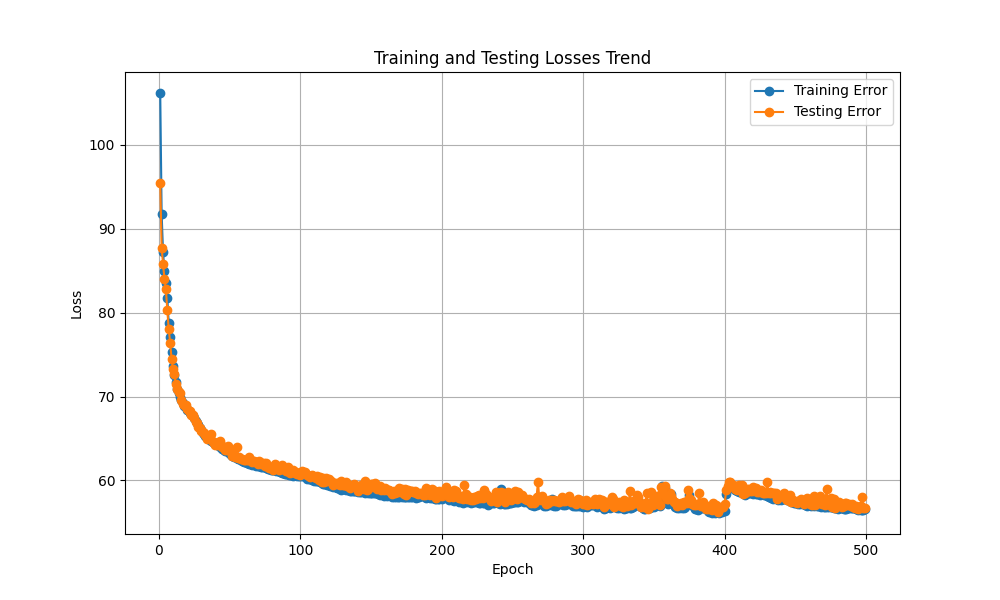 Training and Testing Losses Trend
Training Error
Testing Error
Loss
100
90
80
70
60
0
100
200
300
400
500
Epoch